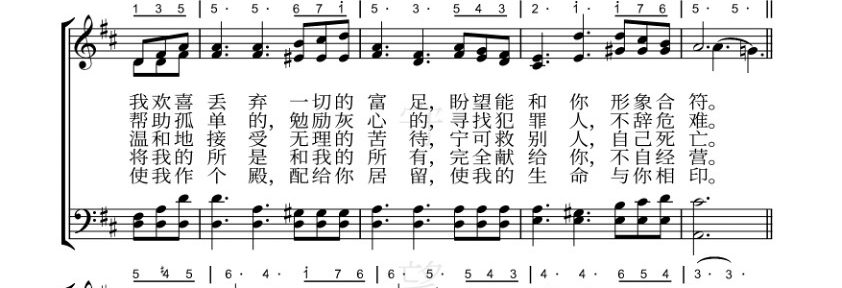 1 3 5 | 5· 5· 6 7 i | 5· 3· 5 4 3 | 2· i· i 7 6 | 5· 5· ||
我欢喜丢弃一切的富足，盼望能和你形象合符。
帮助孤单的，勉励灰心的，寻找犯罪人，不辞危难。
温和地接受无理的苦待，宁可救别人，自己死亡。
将我的所是和我的所有，完全献给你，不自经营。
使我作个殿，配给你居留，使我的生命与你相印。
5 4 5 | 6· 4· i 7 6 | 6· 5· 5 4 3 | 4· 4· 6 5 4 | 3· 3·